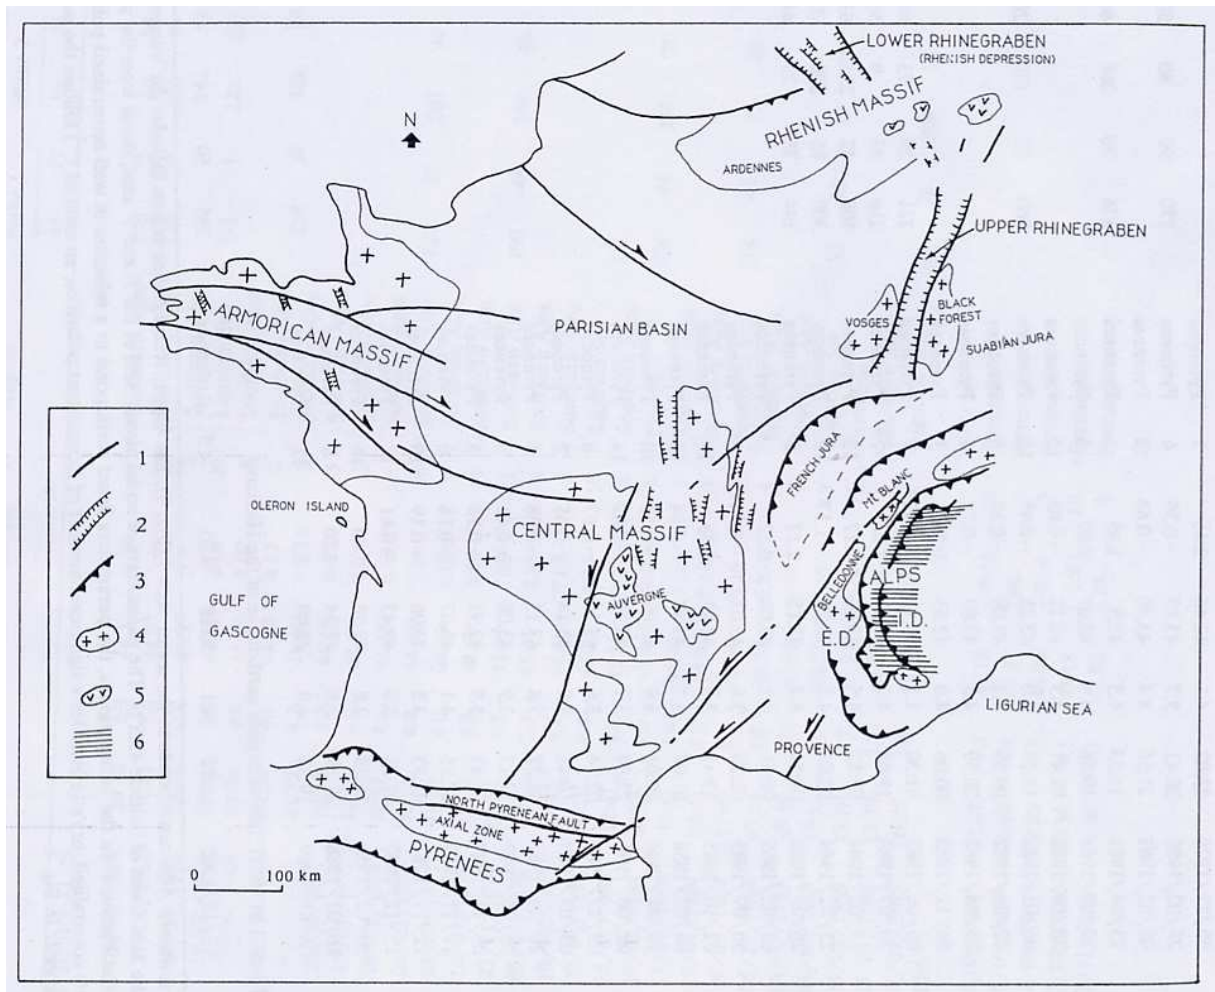 LOWER RHINEGRABEN
(RHENISH DEPRESSION)
RHENISH MASSIF
N
ARDENNES
UPPER RHINEGRABEN
BLACK
FOREST
VOSGES
SUABIAN JURA
ARMORICAN MASSIF
PARISIAN BASIN
1
2
3
4
5
6
FRENCH JURA
Mt BLANC
OLERON ISLAND
CENTRAL MASSIF
ALPS
BELLEDONNE
AUVERGNE
I.D.
E.D.
GULF OF
GASCOGNE
LIGURIAN SEA
PROVENCE
NORTH PYRENEAN FAULT
AXIAL ZONE
PYRENEES
0 100 km